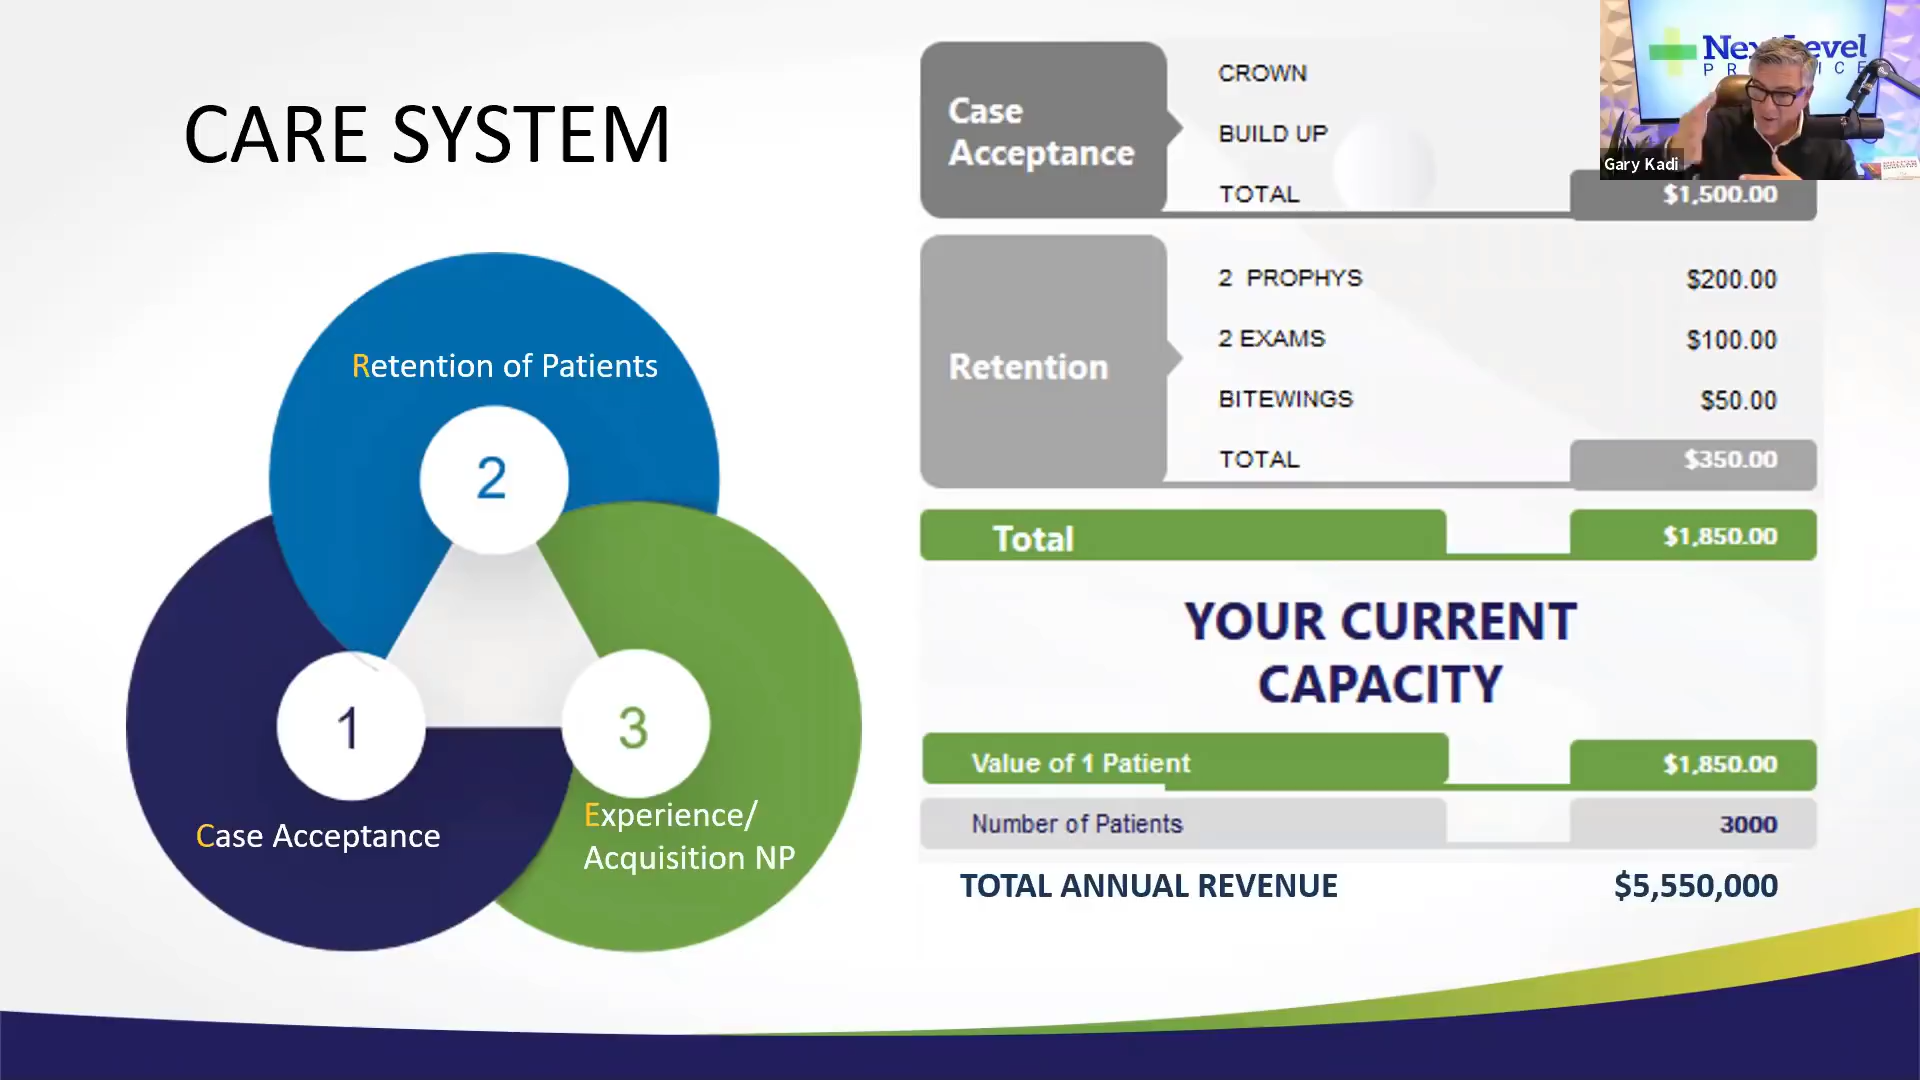 CARE SYSTEM
Retention of Patients
2
1
3
Case Acceptance
Experience/
Acquisition NP
Case
Acceptance
CROWN
BUILD UP
TOTAL $1,500.00
Retention
2 PROPHYS $200.00
2 EXAMS $100.00
BITEWINGS $50.00
TOTAL $350.00
Total $1,850.00
YOUR CURRENT
CAPACITY
Value of 1 Patient $1,850.00
Number of Patients 3000
TOTAL ANNUAL REVENUE $5,550,000
Gary Kadi